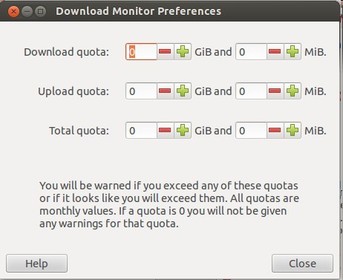 Download Monitor Preferences
Download quota: 0 GiB and 0 MiB.
Upload quota: 0 GiB and 0 MiB.
Total quota: 0 GiB and 0 MiB.
You will be warned if you exceed any of these quotas
or if it looks like you will exceed them. All quotas are
monthly values. If a quota is 0 you will not be given
any warnings for that quota.
Help Close